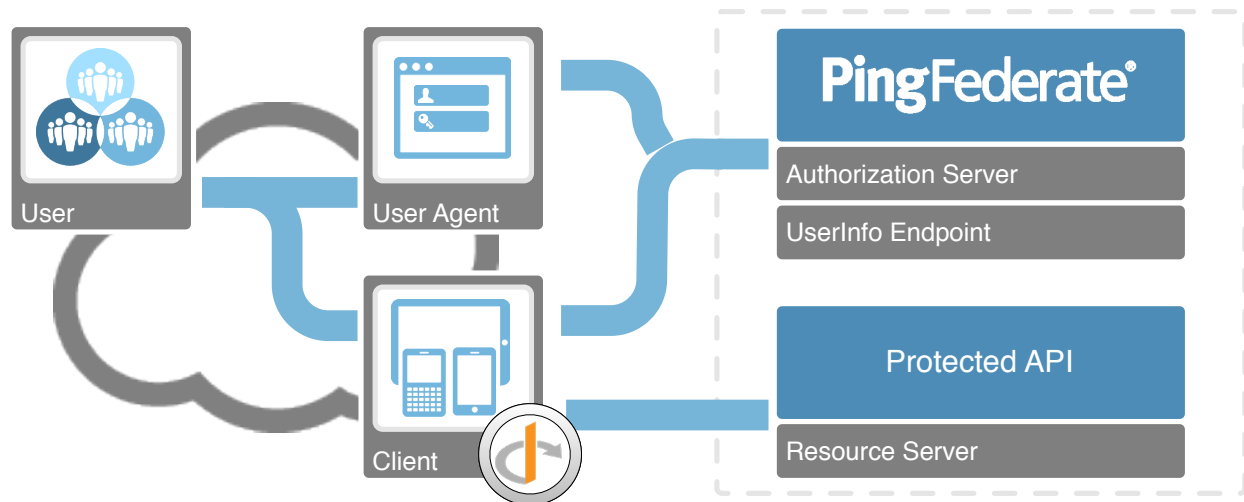 User
User Agent
Client
PingFederate®
Authorization Server
UserInfo Endpoint
Protected API
Resource Server